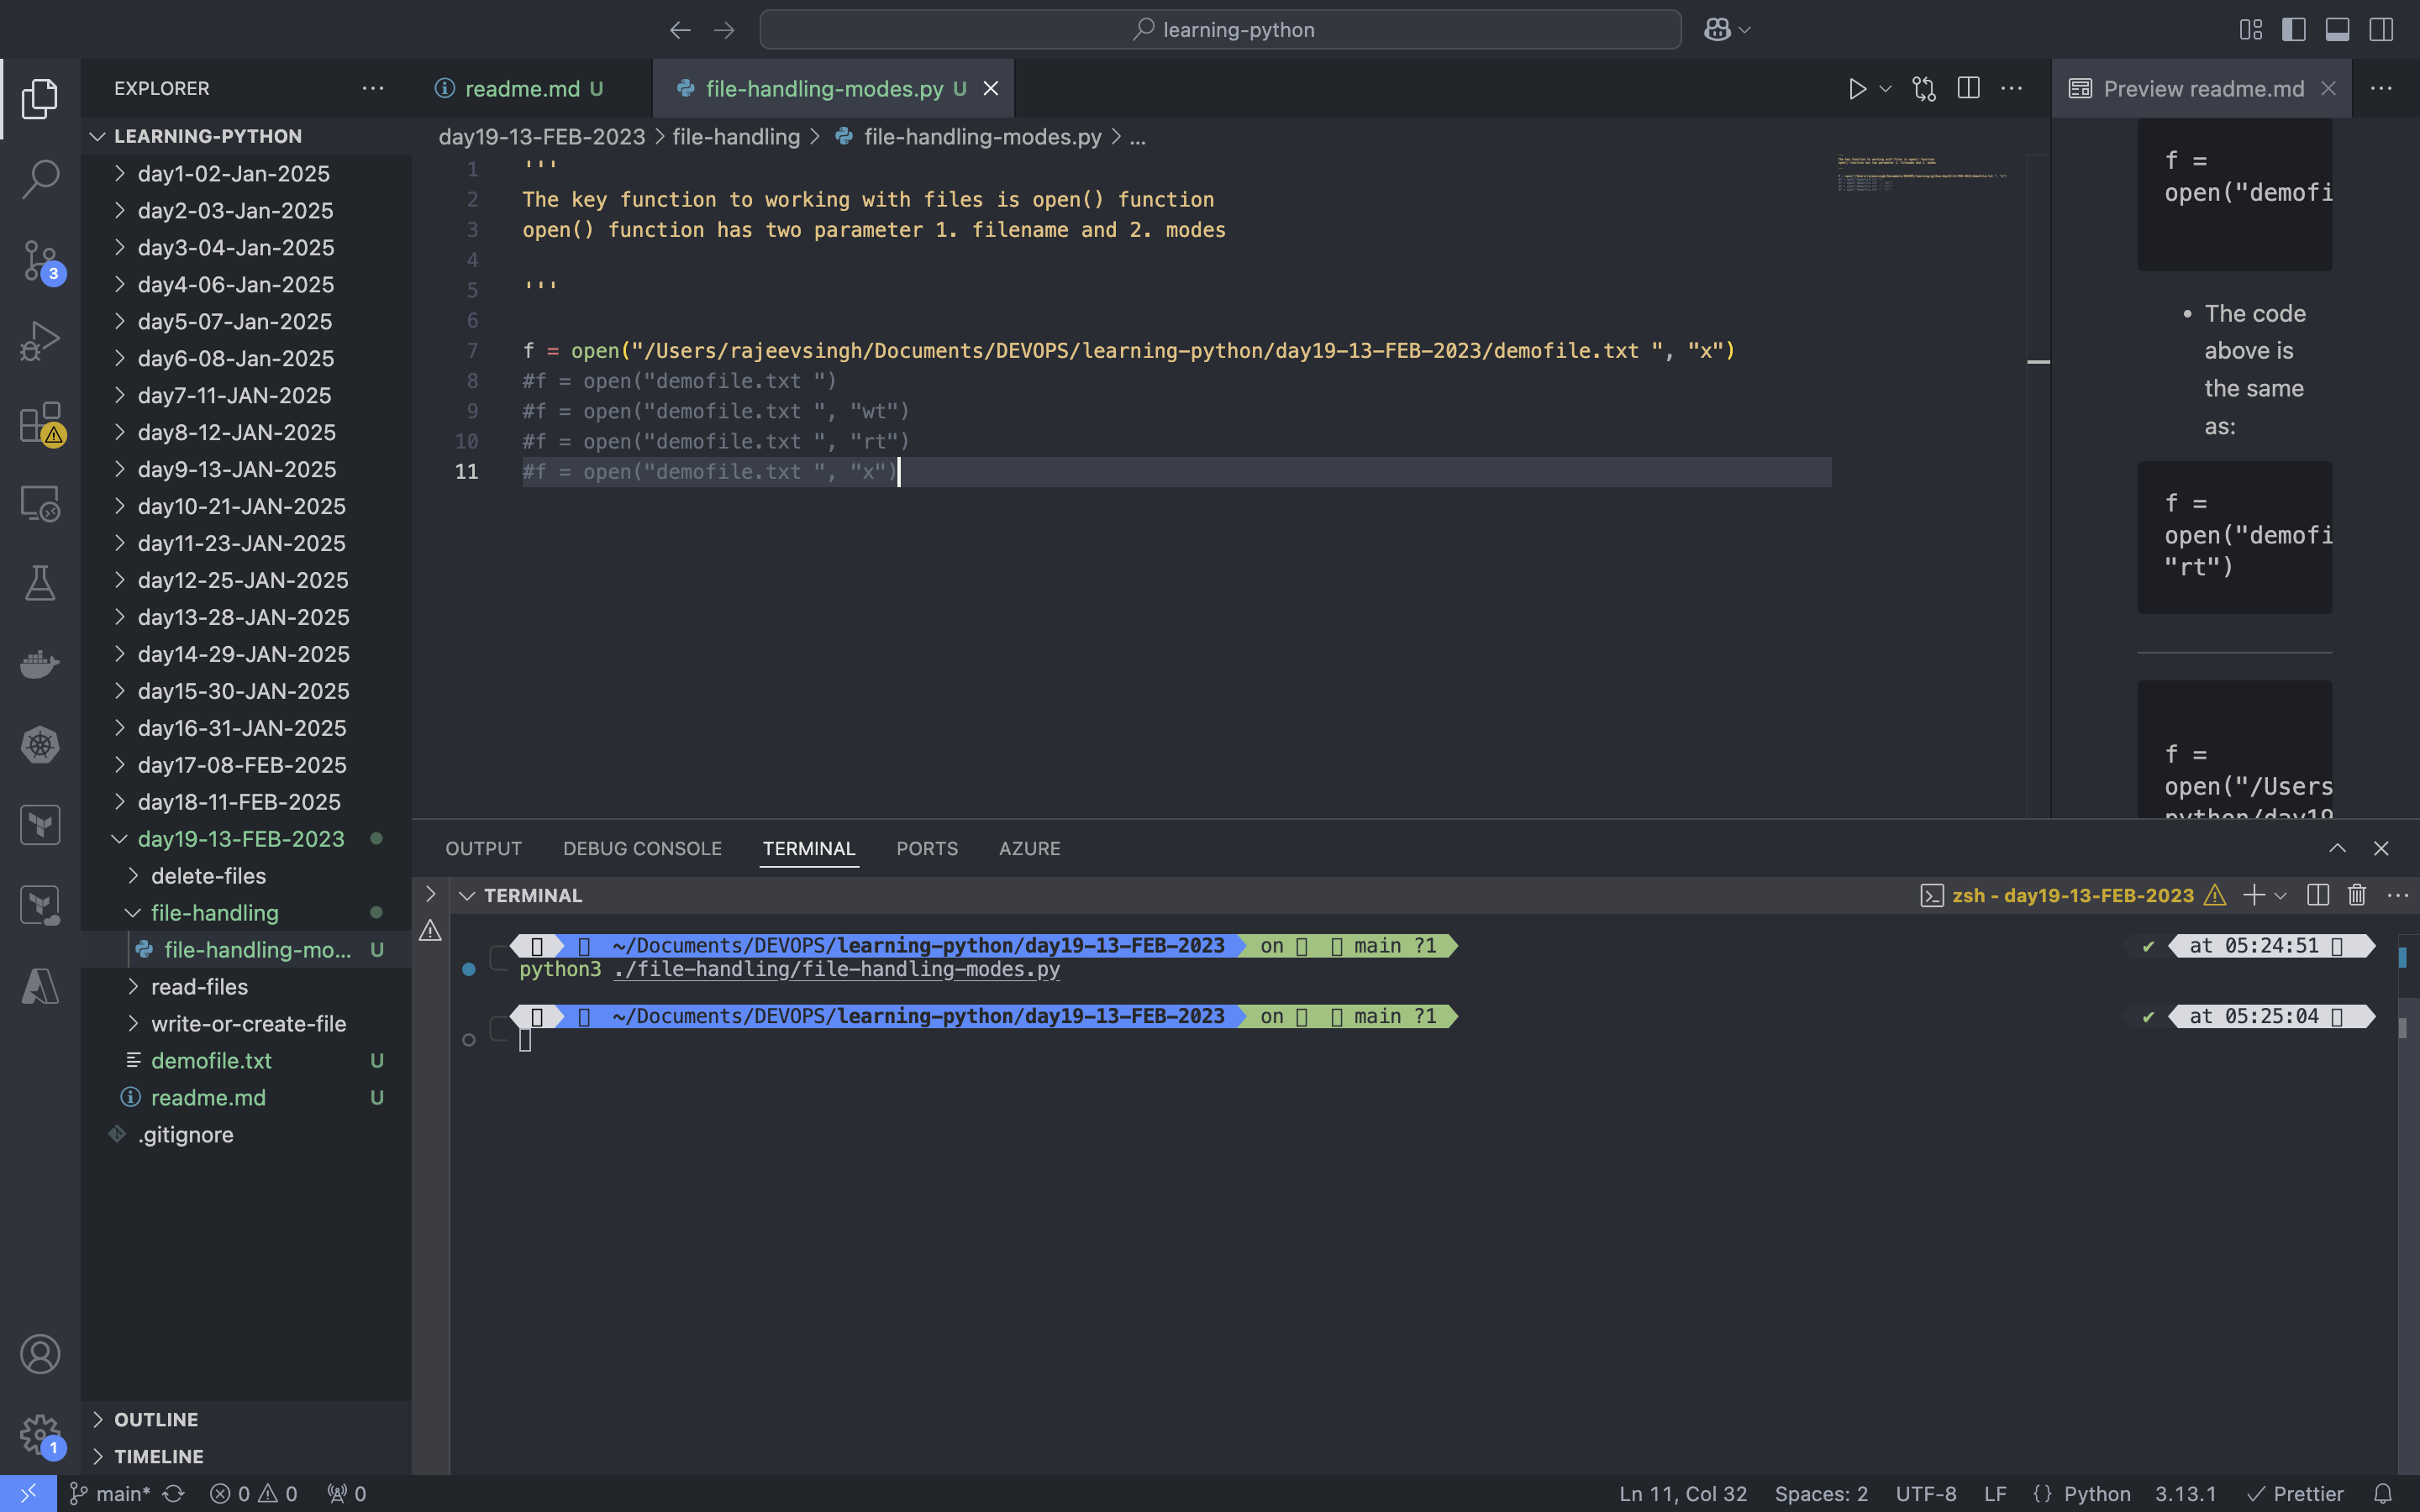 learning-python
EXPLORER
LEARNING-PYTHON
day1-02-Jan-2025
day2-03-Jan-2025
day3-04-Jan-2025
day4-06-Jan-2025
day5-07-Jan-2025
day6-08-Jan-2025
day7-11-JAN-2025
day8-12-JAN-2025
day9-13-JAN-2025
day10-21-JAN-2025
day11-23-JAN-2025
day12-25-JAN-2025
day13-28-JAN-2025
day14-29-JAN-2025
day15-30-JAN-2025
day16-31-JAN-2025
day17-08-FEB-2025
day18-11-FEB-2025
day19-13-FEB-2023
delete-files
file-handling
file-handling-mo... U
read-files
write-or-create-file
demofile.txt U
readme.md U
.gitignore
OUTLINE
TIMELINE
3
1
readme.md U
file-handling-modes.py U
day19-13-FEB-2023 > file-handling > file-handling-modes.py > ...
1 '''
2 The key function to working with files is open() function
3 open() function has two parameter 1. filename and 2. modes
4
5 '''
6
7 f = open("/Users/rajeevsingh/Documents/DEVOPS/learning-python/day19-13-FEB-2023/demofile.txt ", "x")
8 #f = open("demofile.txt ")
9 #f = open("demofile.txt ", "wt")
10 #f = open("demofile.txt ", "rt")
11 #f = open("demofile.txt ", "x")
Preview readme.md
f =
open("demofi
• The code
above is
the same
as:
f =
open("demofi
"rt")
f =
open("/Users
python/day19
OUTPUT DEBUG CONSOLE TERMINAL PORTS AZURE
TERMINAL
zsh - day19-13-FEB-2023
~/Documents/DEVOPS/learning-python/day19-13-FEB-2023 on main ?1 ✔ at 05:24:51
python3 ./file-handling/file-handling-modes.py
~/Documents/DEVOPS/learning-python/day19-13-FEB-2023 on main ?1 ✔ at 05:25:04
main* 0 0 0 Ln 11, Col 32 Spaces: 2 UTF-8 LF {} Python 3.13.1 Prettier